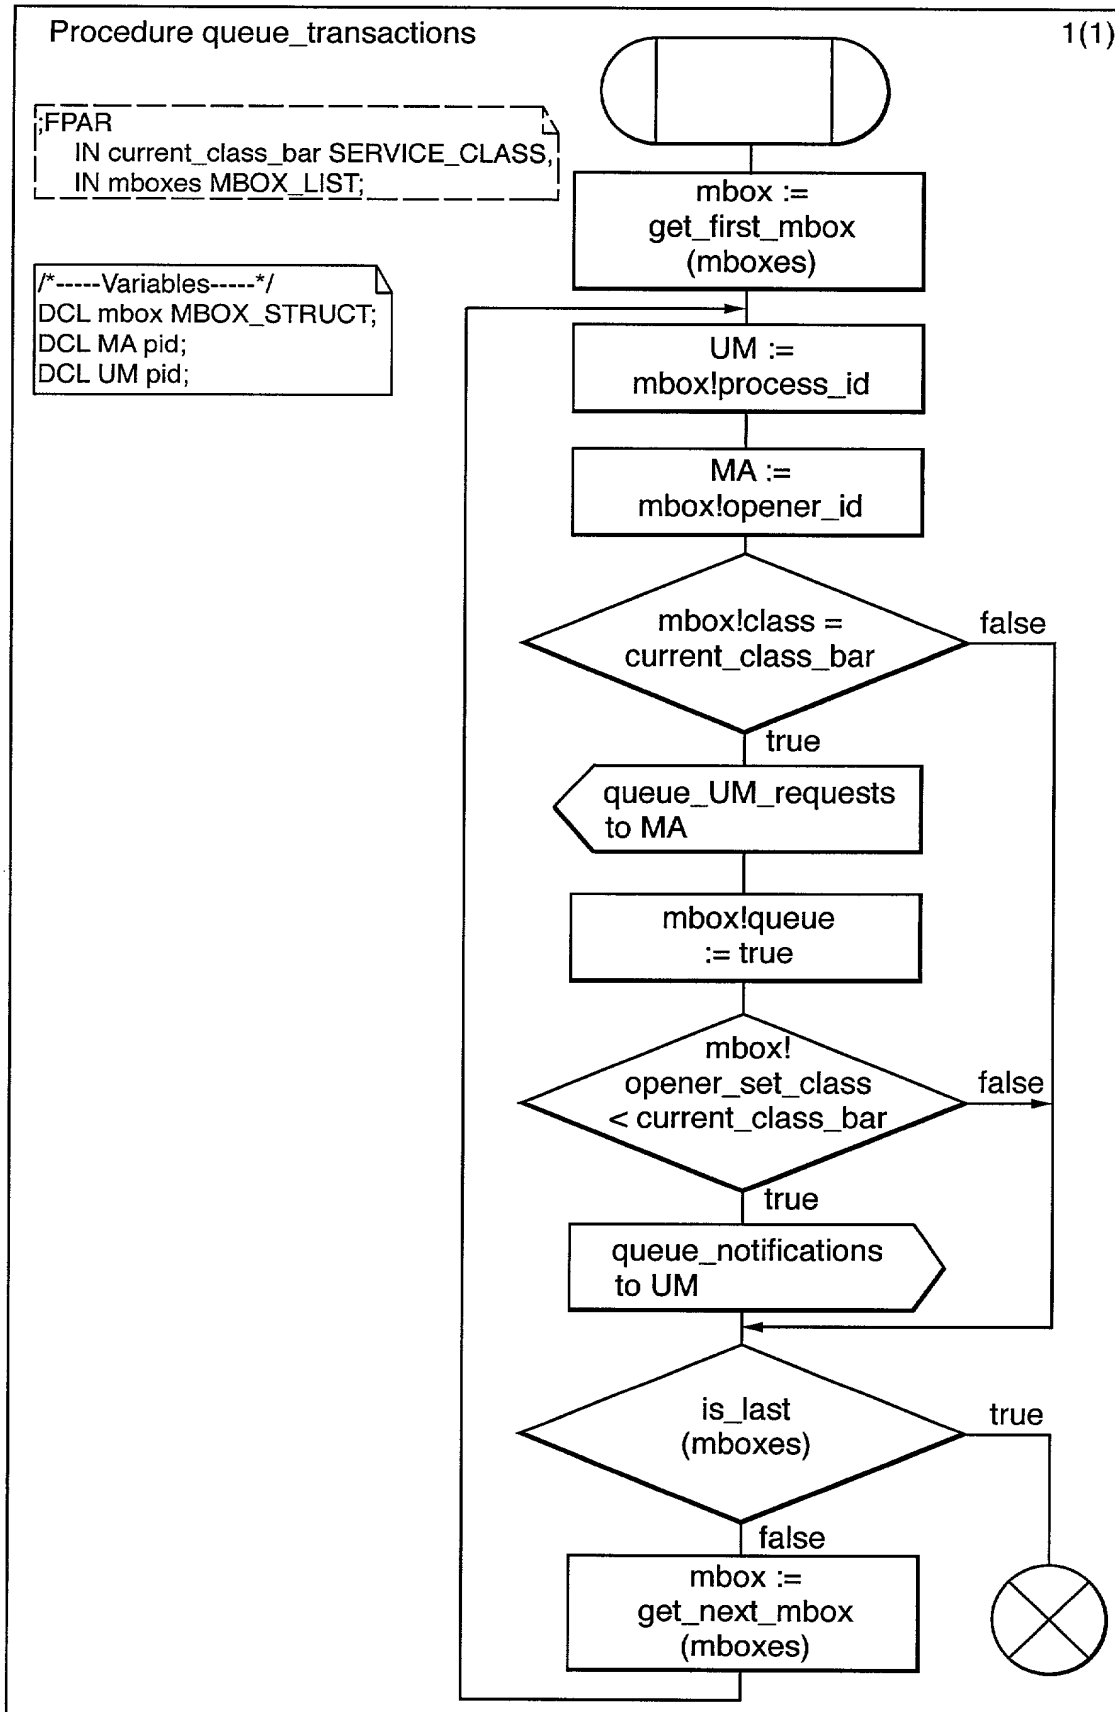 Procedure queue_transactions
1(1)
;FPAR
IN current_class_bar SERVICE_CLASS,
IN mboxes MBOX_LIST;
/*-----Variables-----*/
DCL mbox MBOX_STRUCT;
DCL MA pid;
DCL UM pid;
mbox :=
get_first_mbox
(mboxes)
UM :=
mbox!process_id
MA :=
mbox!opener_id
mbox!class =
current_class_bar
false
true
queue_UM_requests
to MA
mbox!queue
:= true
mbox!
opener_set_class
< current_class_bar
false
true
queue_notifications
to UM
is_last
(mboxes)
true
false
mbox :=
get_next_mbox
(mboxes)